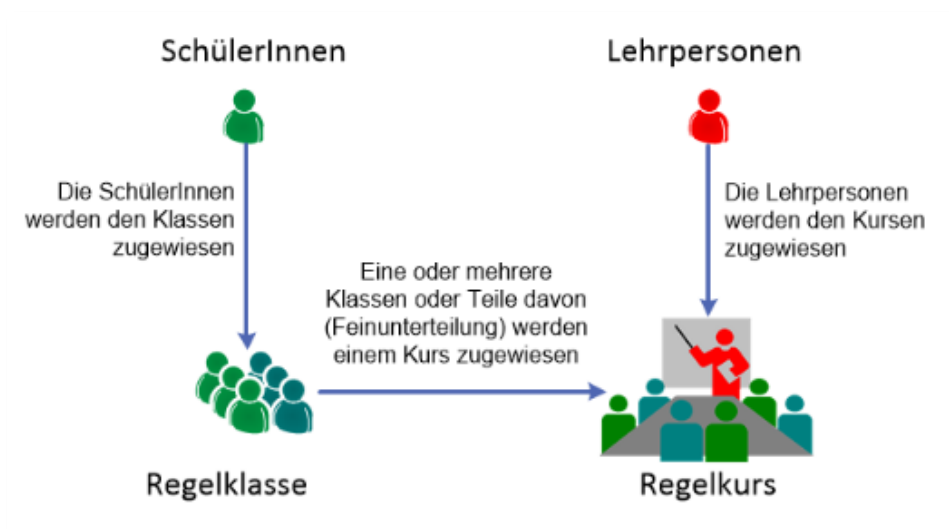 SchülerInnen
Lehrpersonen
Die SchülerInnen
werden den Klassen
zugewiesen
Die Lehrpersonen
werden den Kursen
zugewiesen
Eine oder mehrere
Klassen oder Teile davon
(Feinunterteilung) werden
einem Kurs zugewiesen
Regelklasse
Regelkurs